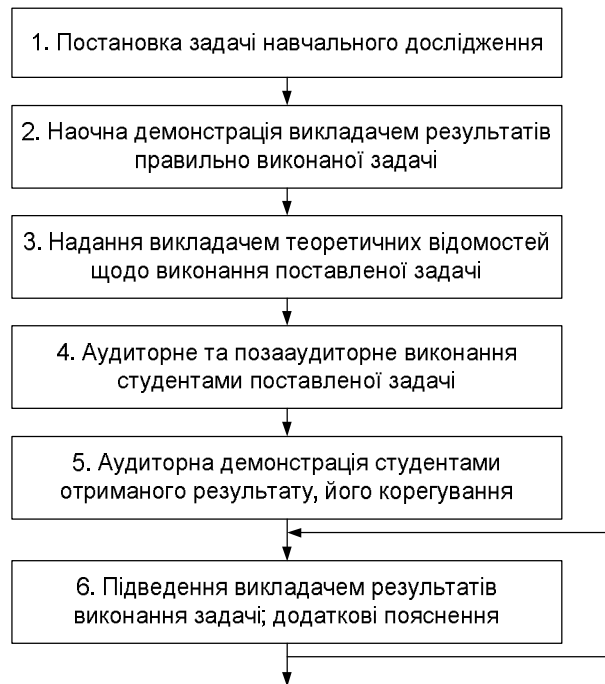 1. Постановка задачі навчального дослідження
2. Наочна демонстрація викладачем результатів
правильно виконаної задачі
3. Надання викладачем теоретичних відомостей
щодо виконання поставленої задачі
4. Аудиторне та позааудиторне виконання
студентами поставленої задачі
5. Аудиторна демонстрація студентами
отриманого результату, його корегування
6. Підведення викладачем результатів
виконання задачі; додаткові пояснення